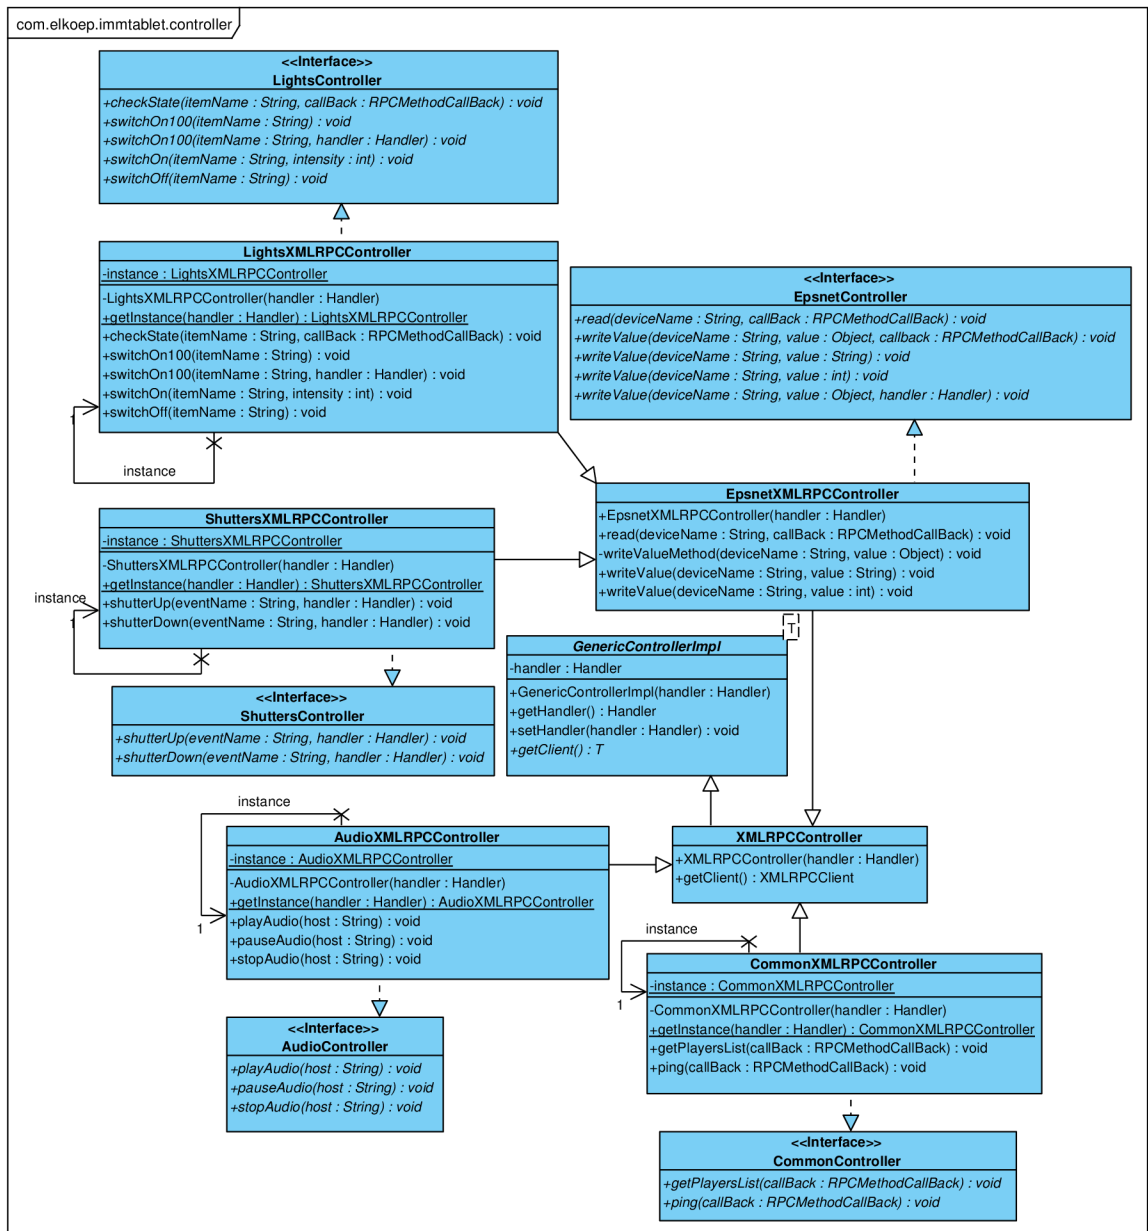 com.elkoep.immtablet.controller
<<Interface>>
LightsController
+checkState(itemName : String, callBack : RPCMethodCallBack) : void
+switchOn100(itemName : String) : void
+switchOn100(itemName : String, handler : Handler) : void
+switchOn(itemName : String, intensity : int) : void
+switchOff(itemName : String) : void
LightsXMLRPCController
-instance : LightsXMLRPCController
-LightsXMLRPCController(handler : Handler)
+getInstance(handler : Handler) : LightsXMLRPCController
+checkState(itemName : String, callBack : RPCMethodCallBack) : void
+switchOn100(itemName : String) : void
+switchOn100(itemName : String, handler : Handler) : void
+switchOn(itemName : String, intensity : int) : void
+switchOff(itemName : String) : void
1
instance
<<Interface>>
EpsnetController
+read(deviceName : String, callBack : RPCMethodCallBack) : void
+writeValue(deviceName : String, value : Object, callback : RPCMethodCallBack) : void
+writeValue(deviceName : String, value : String) : void
+writeValue(deviceName : String, value : int) : void
+writeValue(deviceName : String, value : Object, handler : Handler) : void
EpsnetXMLRPCController
+EpsnetXMLRPCController(handler : Handler)
+read(deviceName : String, callBack : RPCMethodCallBack) : void
-writeValueMethod(deviceName : String, value : Object) : void
+writeValue(deviceName : String, value : String) : void
+writeValue(deviceName : String, value : int) : void
ShuttersXMLRPCController
-instance : ShuttersXMLRPCController
-ShuttersXMLRPCController(handler : Handler)
+getInstance(handler : Handler) : ShuttersXMLRPCController
+shutterUp(eventName : String, handler : Handler) : void
+shutterDown(eventName : String, handler : Handler) : void
instance
1
<<Interface>>
ShuttersController
+shutterUp(eventName : String, handler : Handler) : void
+shutterDown(eventName : String, handler : Handler) : void
T
GenericControllerImpl
-handler : Handler
+GenericControllerImpl(handler : Handler)
+getHandler() : Handler
+setHandler(handler : Handler) : void
+getClient() : T
instance
1
AudioXMLRPCController
-instance : AudioXMLRPCController
-AudioXMLRPCController(handler : Handler)
+getInstance(handler : Handler) : AudioXMLRPCController
+playAudio(host : String) : void
+pauseAudio(host : String) : void
+stopAudio(host : String) : void
XMLRPCController
+XMLRPCController(handler : Handler)
+getClient() : XMLRPCClient
<<Interface>>
AudioController
+playAudio(host : String) : void
+pauseAudio(host : String) : void
+stopAudio(host : String) : void
instance
1
CommonXMLRPCController
-instance : CommonXMLRPCController
-CommonXMLRPCController(handler : Handler)
+getInstance(handler : Handler) : CommonXMLRPCController
+getPlayersList(callBack : RPCMethodCallBack) : void
+ping(callBack : RPCMethodCallBack) : void
<<Interface>>
CommonController
+getPlayersList(callBack : RPCMethodCallBack) : void
+ping(callBack : RPCMethodCallBack) : void